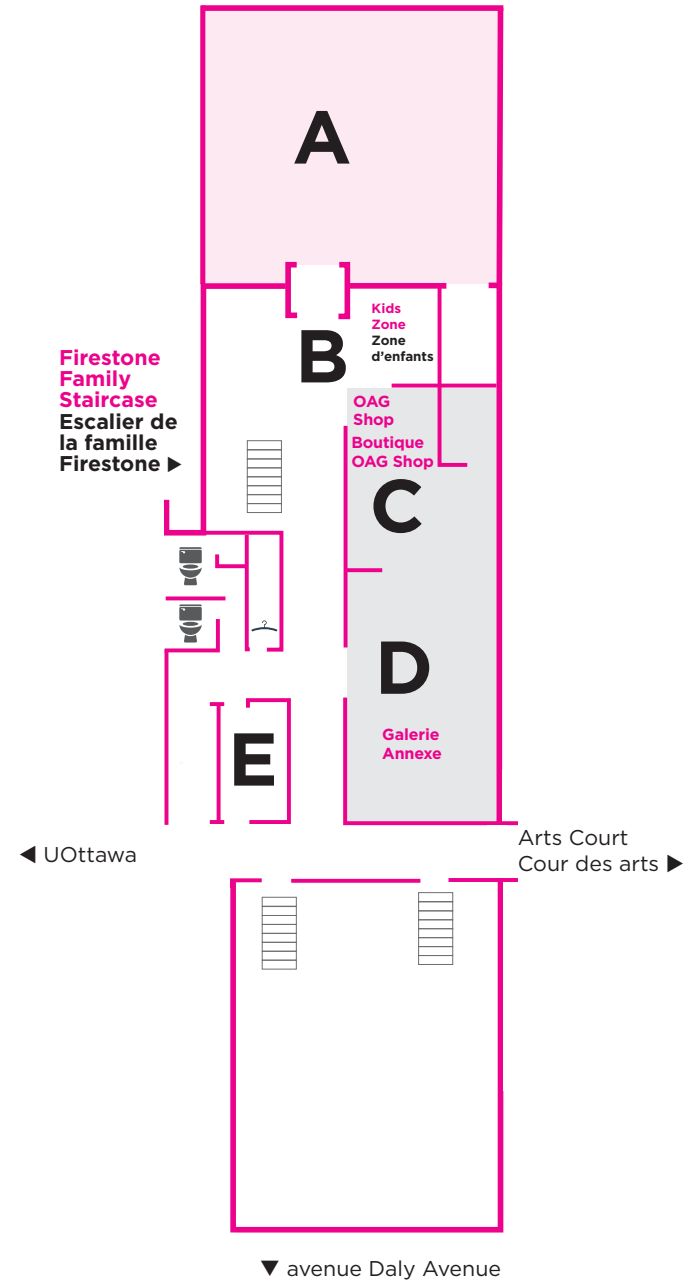 A
Kids
Zone
Zone
d'enfants
B
Firestone
Family
Staircase
Escalier de
la famille
Firestone ▶
OAG
Shop
Boutique
OAG Shop
C
D
Galerie
Annexe
E
◀ UOttawa
Arts Court
Cour des arts ▶
▼ avenue Daly Avenue